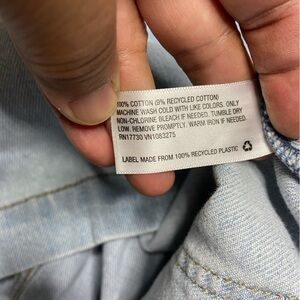 100% COTTON (9% RECYCLED COTTON)
MACHINE WASH COLD WITH LIKE COLORS. ONLY
NON-CHLORINE BLEACH IF NEEDED. TUMBLE DRY
LOW. REMOVE PROMPTLY. WARM IRON IF NEEDED.
RN17730 VN1083275
LABEL MADE FROM 100% RECYCLED PLASTIC